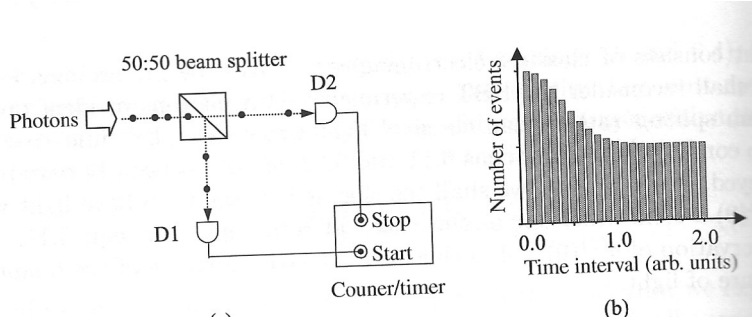 50:50 beam splitter
D2
Photons
D1
Stop
Start
Couner/timer
Number of events
0.0 1.0 2.0
Time interval (arb. units)
(b)